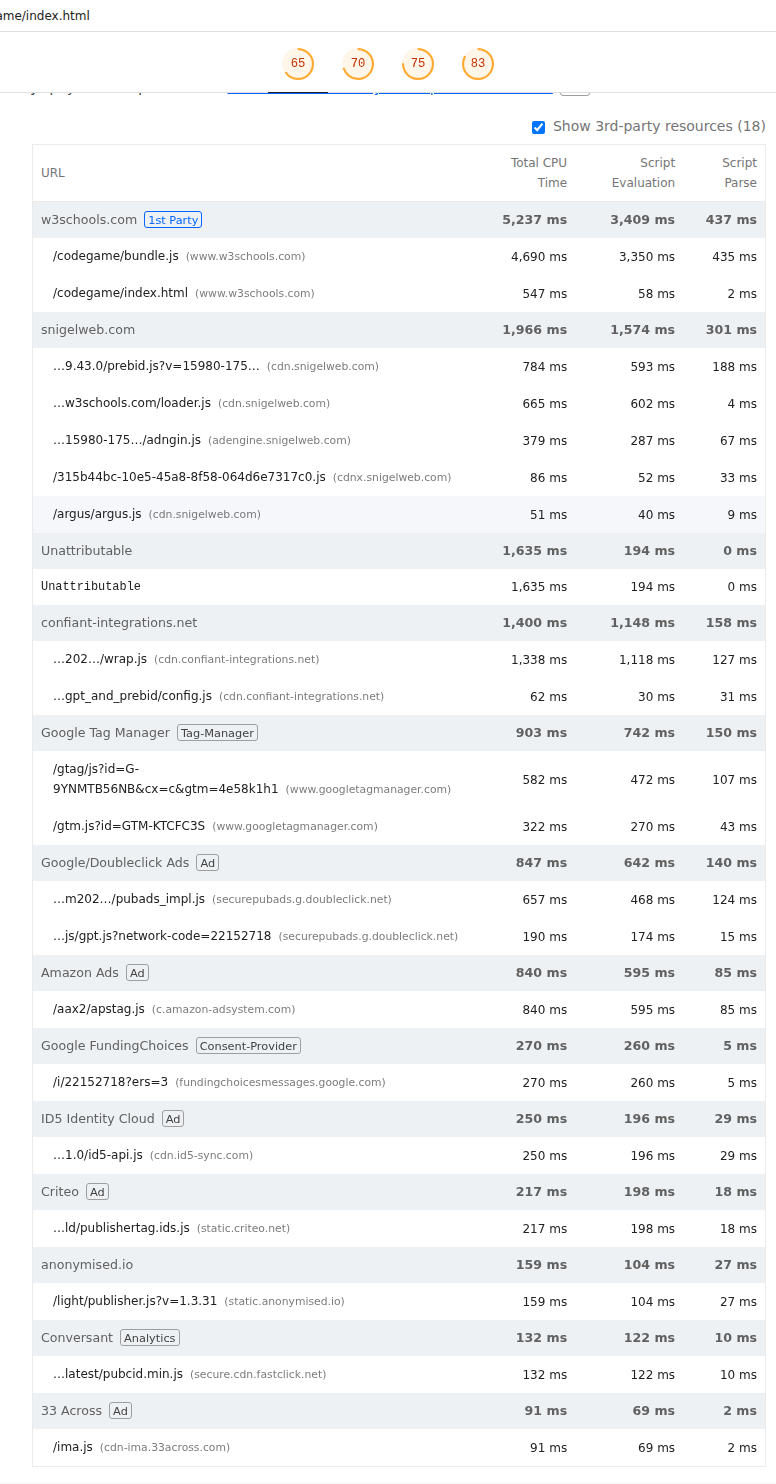 ame/index.html
65 70 75 83
Show 3rd-party resources (18)
URL Total CPU Time Script Evaluation Script Parse
w3schools.com 1st Party 5,237 ms 3,409 ms 437 ms
/codegame/bundle.js (www.w3schools.com) 4,690 ms 3,350 ms 435 ms
/codegame/index.html (www.w3schools.com) 547 ms 58 ms 2 ms
snigelweb.com 1,966 ms 1,574 ms 301 ms
…9.43.0/prebid.js?v=15980-175… (cdn.snigelweb.com) 784 ms 593 ms 188 ms
…w3schools.com/loader.js (cdn.snigelweb.com) 665 ms 602 ms 4 ms
…15980-175…/adngin.js (adengine.snigelweb.com) 379 ms 287 ms 67 ms
/315b44bc-10e5-45a8-8f58-064d6e7317c0.js (cdnx.snigelweb.com) 86 ms 52 ms 33 ms
/argus/argus.js (cdn.snigelweb.com) 51 ms 40 ms 9 ms
Unattributable 1,635 ms 194 ms 0 ms
Unattributable 1,635 ms 194 ms 0 ms
confiant-integrations.net 1,400 ms 1,148 ms 158 ms
…202…/wrap.js (cdn.confiant-integrations.net) 1,338 ms 1,118 ms 127 ms
…gpt_and_prebid/config.js (cdn.confiant-integrations.net) 62 ms 30 ms 31 ms
Google Tag Manager Tag-Manager 903 ms 742 ms 150 ms
/gtag/js?id=G-
9YNMTB56NB&cx=c&gtm=4e58k1h1 (www.googletagmanager.com) 582 ms 472 ms 107 ms
/gtm.js?id=GTM-KTCFC3S (www.googletagmanager.com) 322 ms 270 ms 43 ms
Google/Doubleclick Ads Ad 847 ms 642 ms 140 ms
…m202…/pubads_impl.js (securepubads.g.doubleclick.net) 657 ms 468 ms 124 ms
…js/gpt.js?network-code=22152718 (securepubads.g.doubleclick.net) 190 ms 174 ms 15 ms
Amazon Ads Ad 840 ms 595 ms 85 ms
/aax2/apstag.js (c.amazon-adsystem.com) 840 ms 595 ms 85 ms
Google FundingChoices Consent-Provider 270 ms 260 ms 5 ms
/i/22152718?ers=3 (fundingchoicesmessages.google.com) 270 ms 260 ms 5 ms
ID5 Identity Cloud Ad 250 ms 196 ms 29 ms
…1.0/id5-api.js (cdn.id5-sync.com) 250 ms 196 ms 29 ms
Criteo Ad 217 ms 198 ms 18 ms
…ld/publishertag.ids.js (static.criteo.net) 217 ms 198 ms 18 ms
anonymised.io 159 ms 104 ms 27 ms
/light/publisher.js?v=1.3.31 (static.anonymised.io) 159 ms 104 ms 27 ms
Conversant Analytics 132 ms 122 ms 10 ms
…latest/pubcid.min.js (secure.cdn.fastclick.net) 132 ms 122 ms 10 ms
33 Across Ad 91 ms 69 ms 2 ms
/ima.js (cdn-ima.33across.com) 91 ms 69 ms 2 ms